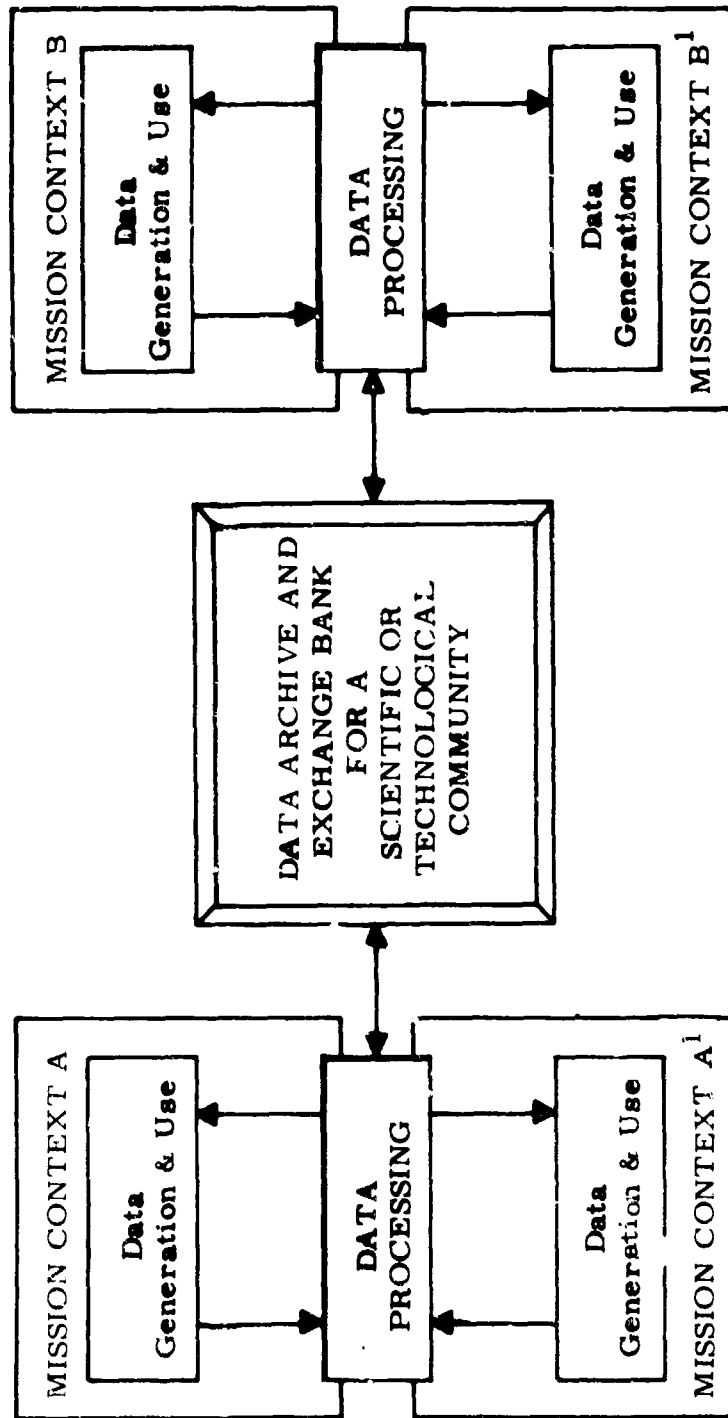 MISSION CONTEXT A
Data
Generation & Use
DATA
PROCESSING
Data
Generation & Use
MISSION CONTEXT A¹
DATA ARCHIVE AND
EXCHANGE BANK
FOR A
SCIENTIFIC OR
TECHNOLOGICAL
COMMUNITY
MISSION CONTEXT B
Data
Generation & Use
DATA
PROCESSING
Data
Generation & Use
MISSION CONTEXT B¹